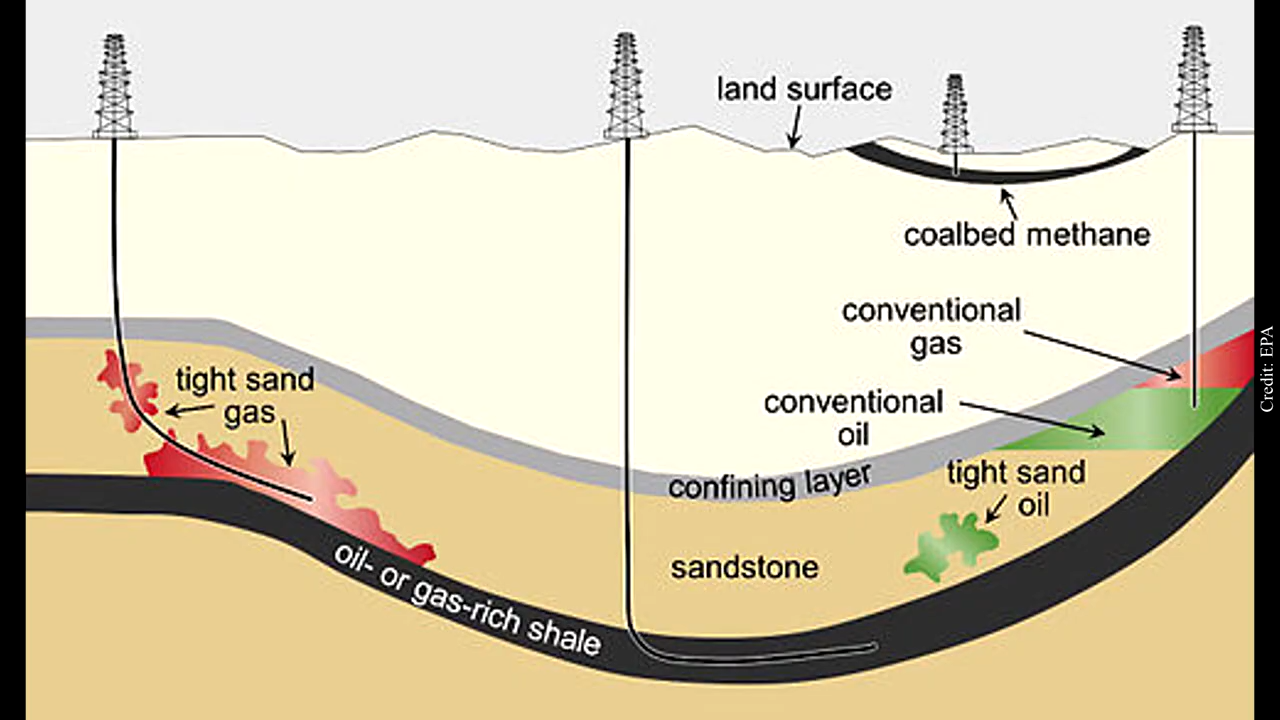 land surface
coalbed methane
conventional
gas
conventional
oil
tight sand
gas
confining layer
tight sand
oil
sandstone
oil- or gas-rich shale
Credit: EPA